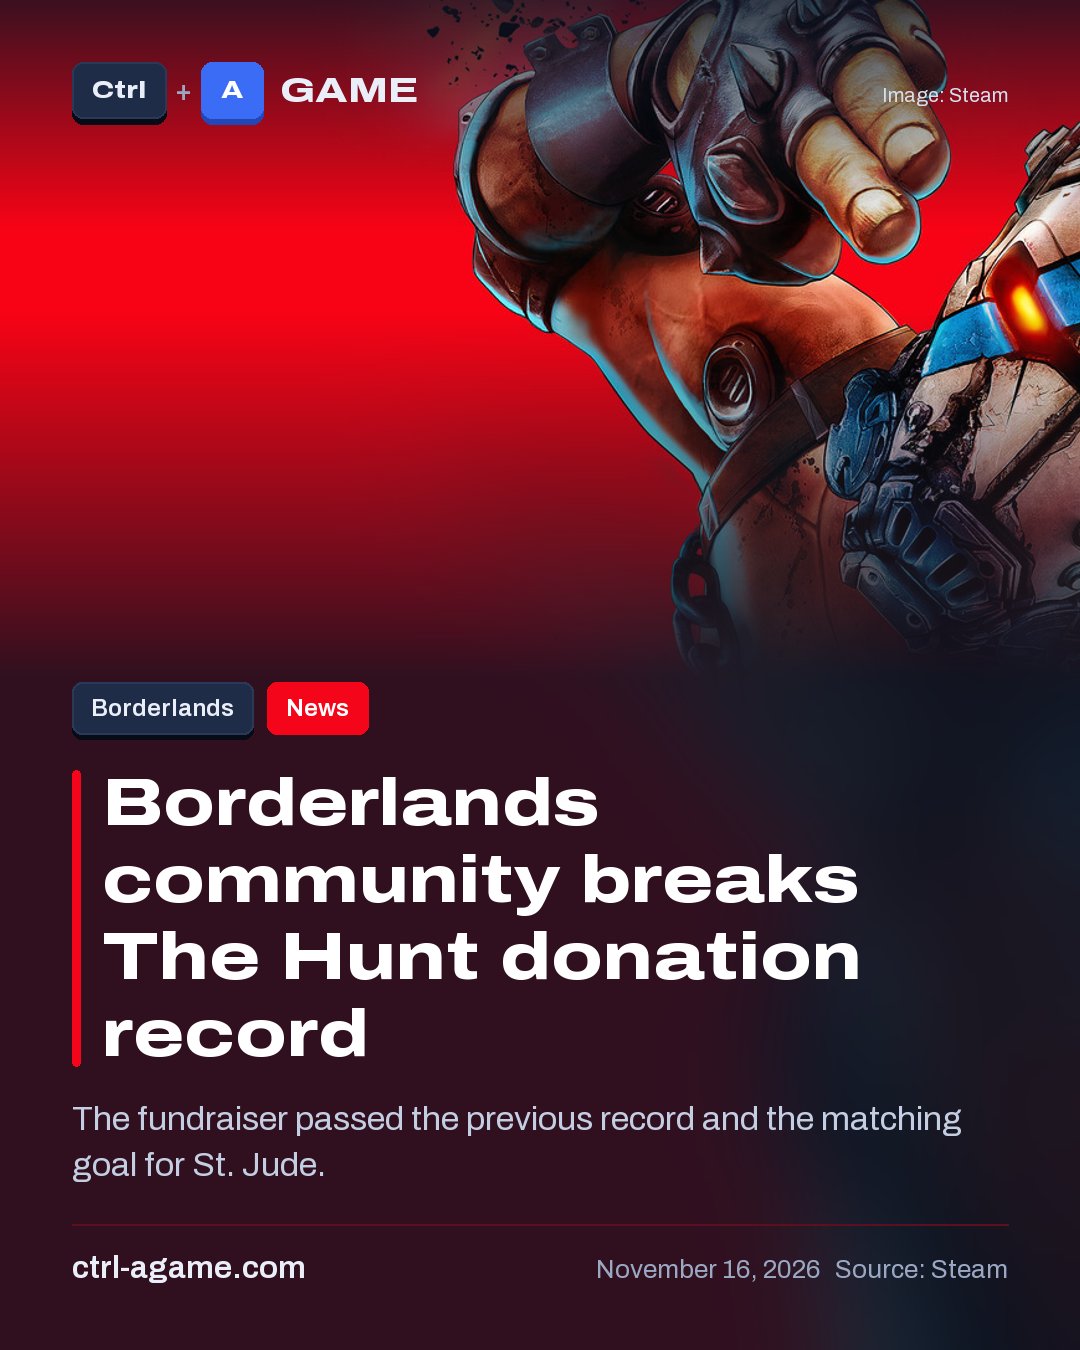 Ctrl + A GAME
Image: Steam
Borderlands News
Borderlands
community breaks
The Hunt donation
record
The fundraiser passed the previous record and the matching
goal for St. Jude.
ctrl-agame.com
November 16, 2026 Source: Steam